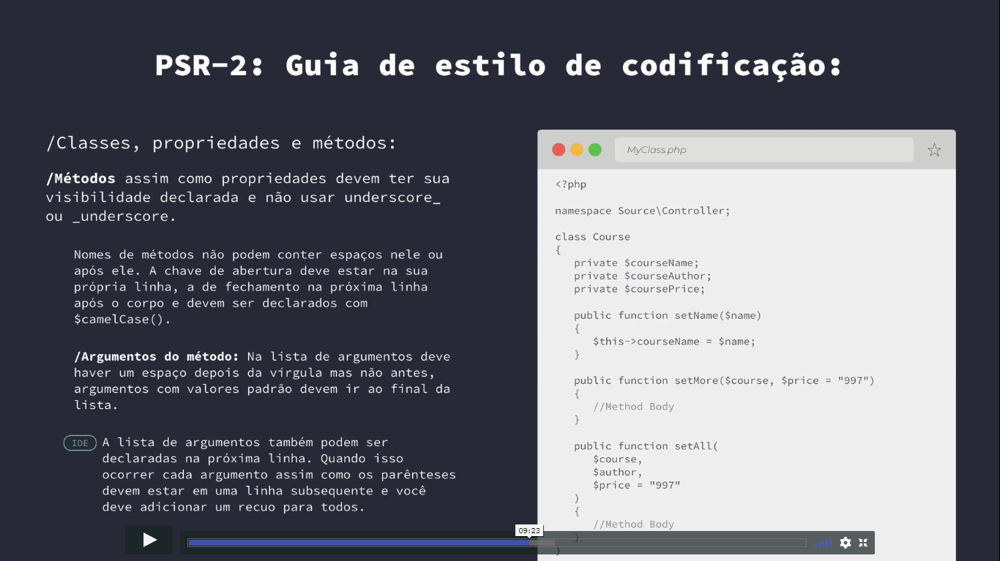 PSR-2: Guia de estilo de codificação:
/Classes, propriedades e métodos:
/Métodos assim como propriedades devem ter sua
visibilidade declarada e não usar underscore_
ou _underscore.
Nomes de métodos não podem conter espaços nele ou
após ele. A chave de abertura deve estar na sua
própria linha, a de fechamento na próxima linha
após o corpo e devem ser declarados com
$camelCase().
/Argumentos do método: Na lista de argumentos deve
haver um espaço depois da vírgula mas não antes,
argumentos com valores padrão devem ir ao final da
lista.
IDE
A lista de argumentos também podem ser
declaradas na próxima linha. Quando isso
ocorrer cada argumento assim como os parênteses
devem estar em uma linha subsequente e você
deve adicionar um recuo para todos.
MyClass.php
<?php
namespace Source\Controller;
class Course
{
private $courseName;
private $courseAuthor;
private $coursePrice;
public function setName($name)
{
$this->courseName = $name;
}
public function setMore($course, $price = "997")
{
//Method Body
}
public function setAll(
$course,
$author,
$price = "997"
)
{
//Method Body
}
}
09:23